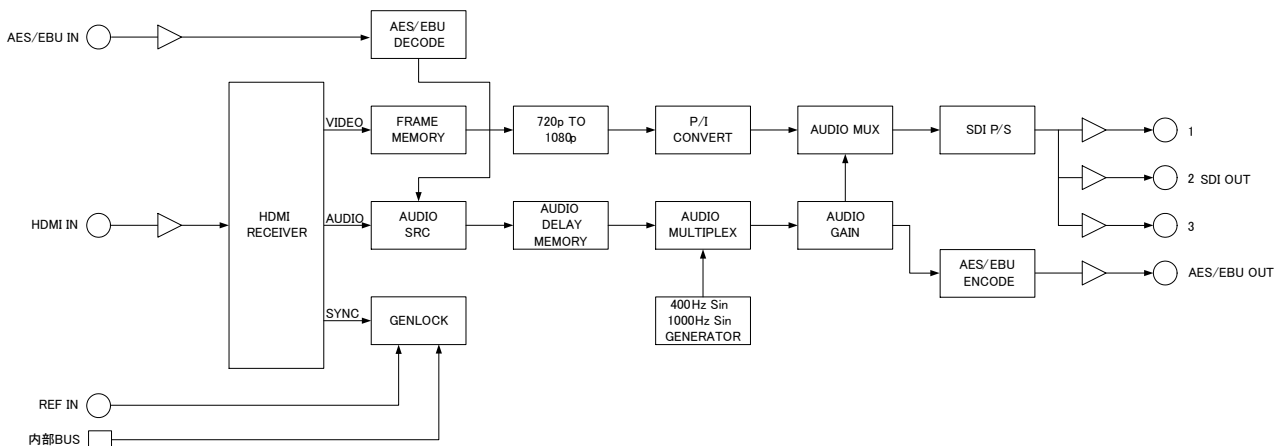 AES/EBU IN
AES/EBU
DECODE
VIDEO
FRAME
MEMORY
720p TO
1080p
P/I
CONVERT
AUDIO MUX
SDI P/S
1
2 SDI OUT
3
HDMI IN
HDMI
RECEIVER
AUDIO
AUDIO
SRC
AUDIO
DELAY
MEMORY
AUDIO
MULTIPLEX
AUDIO
GAIN
AES/EBU
ENCODE
AES/EBU OUT
400Hz Sin
1000Hz Sin
GENERATOR
SYNC
GENLOCK
REF IN
内部BUS